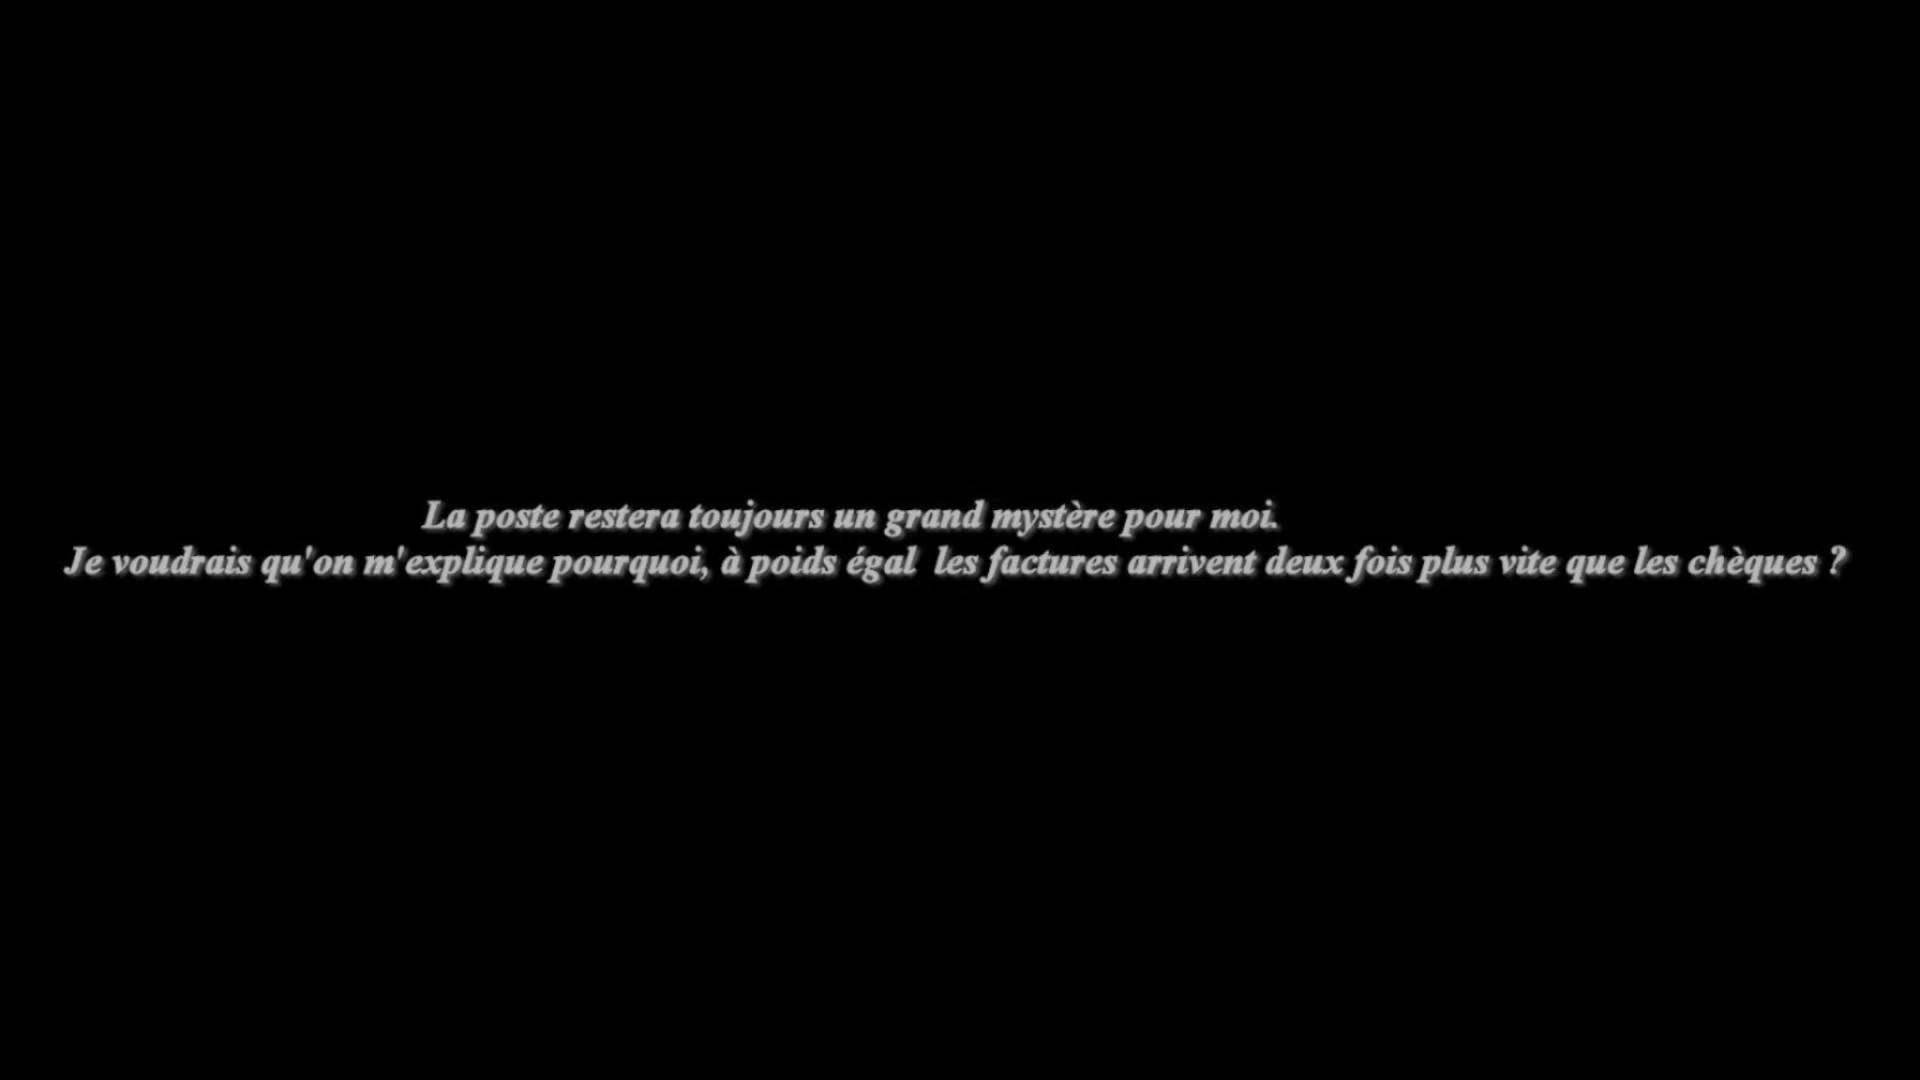 La poste restera toujours un grand mystère pour moi.
Je voudrais qu'on m'explique pourquoi, à poids égal  les factures arrivent deux fois plus vite que les chèques ?